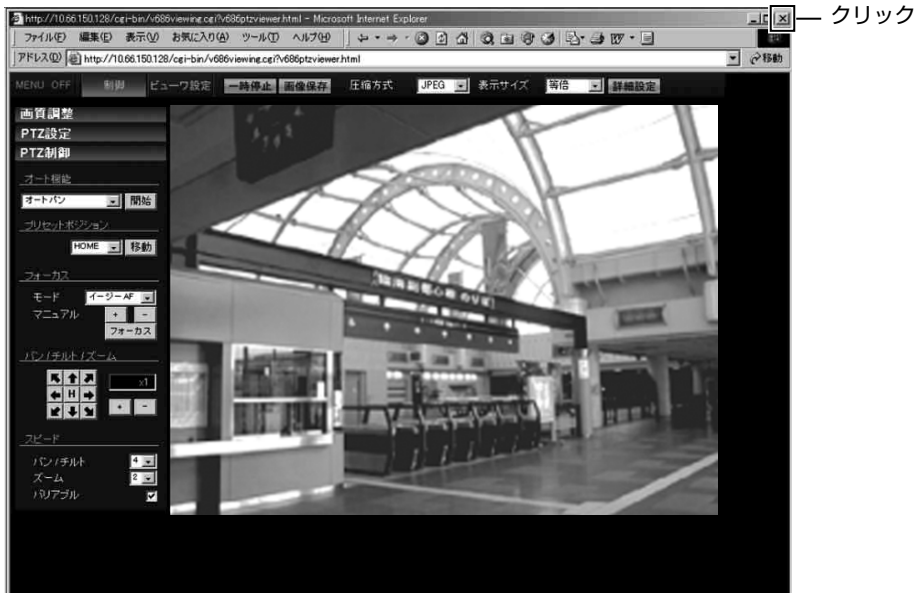 http://10.66.150.128/cgi-bin/v686viewing.cgi?v686ptzviewer.html - Microsoft Internet Explorer
クリック
ファイル(F) 編集(E) 表示(V) お気に入り(A) ツール(T) ヘルプ(H)
アドレス(D) http://10.66.150.128/cgi-bin/v686viewing.cgi?v686ptzviewer.html 移動
MENU OFF 制御 ビューワ設定 一時停止 画像保存 圧縮方式 JPEG 表示サイズ 等倍 詳細設定
画質調整
PTZ設定
PTZ制御
オート機能
オートパン 開始
プリセットポジション
HOME 移動
フォーカス
モード イージーAF
マニュアル + -
フォーカス
パン/チルト/ズーム
H x1
+ -
スピード
パン/チルト 4
ズーム 2
バリアブル